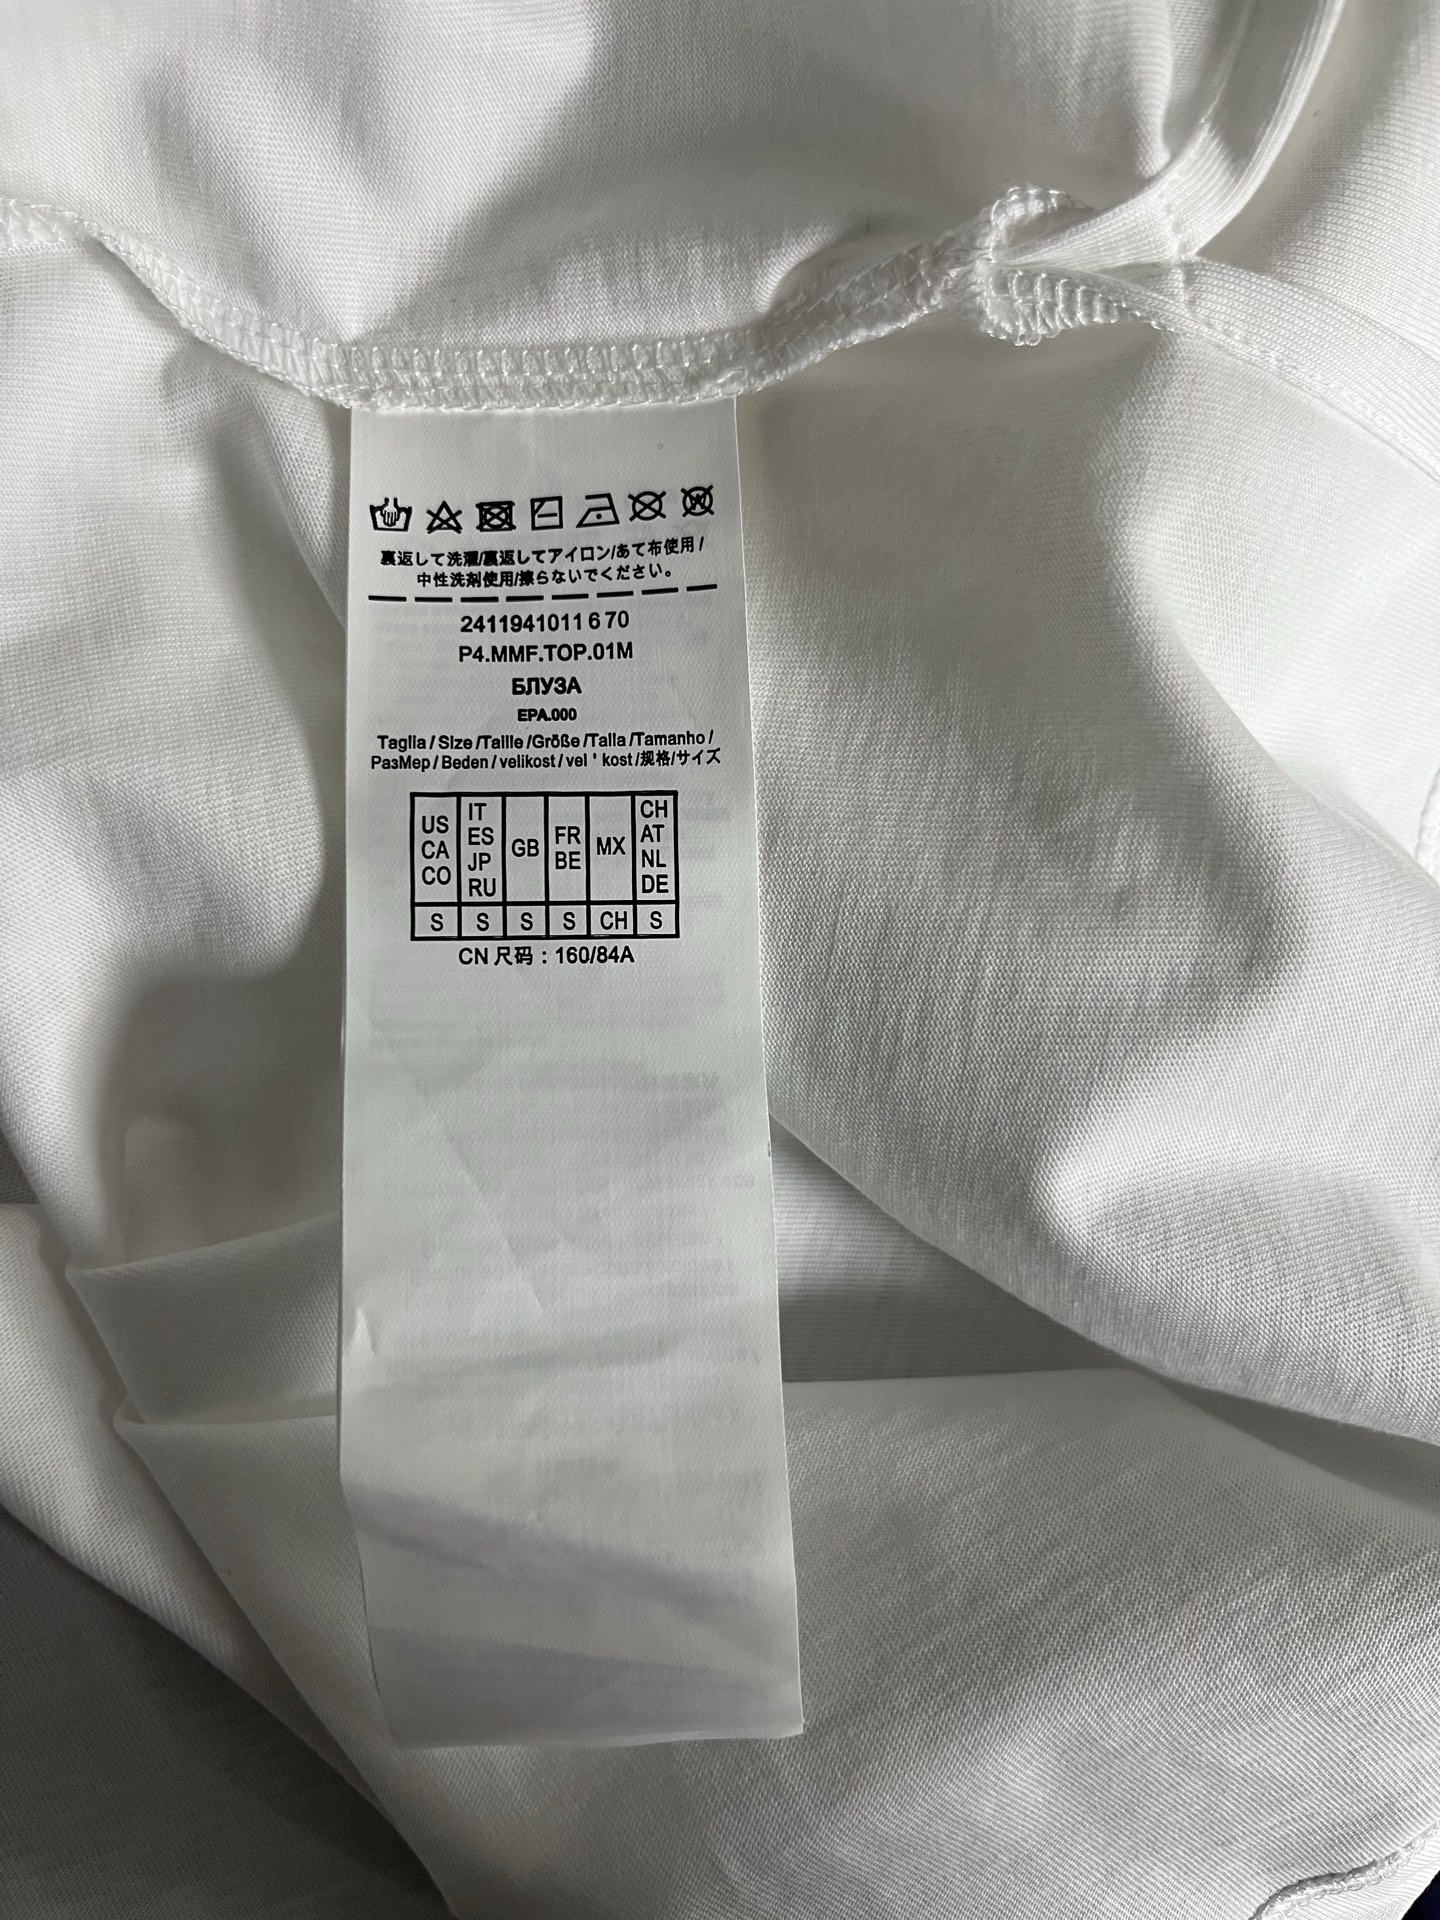 裏返して洗濯/裏返してアイロン/あて布使用/
中性洗剤使用/擦らないでください。
2411941011670
P4.MMF.TOP.01M
БЛУЗА
EPA.000
Taglia/Size/Taille/Größe/Talla/Tamanho/
РазМер/Beden/velikost/vel'kost/规格/サイズ
US CA CO IT ES JP RU GB FR BE MX CH AT NL DE
S S S S CH S
CN 尺码：160/84A